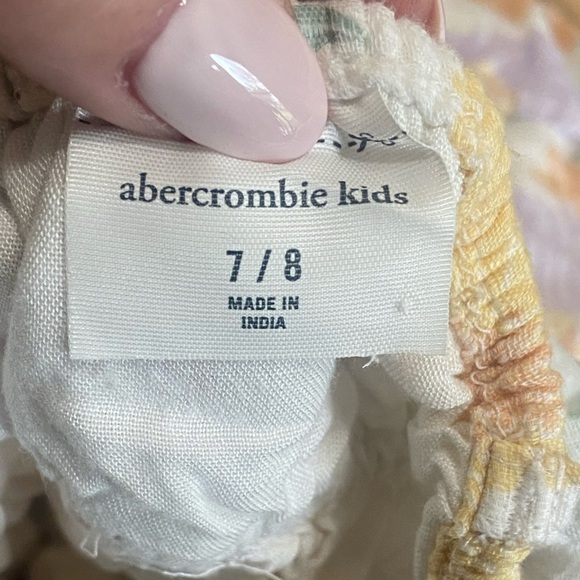 abercrombie kids
7 / 8
MADE IN
INDIA